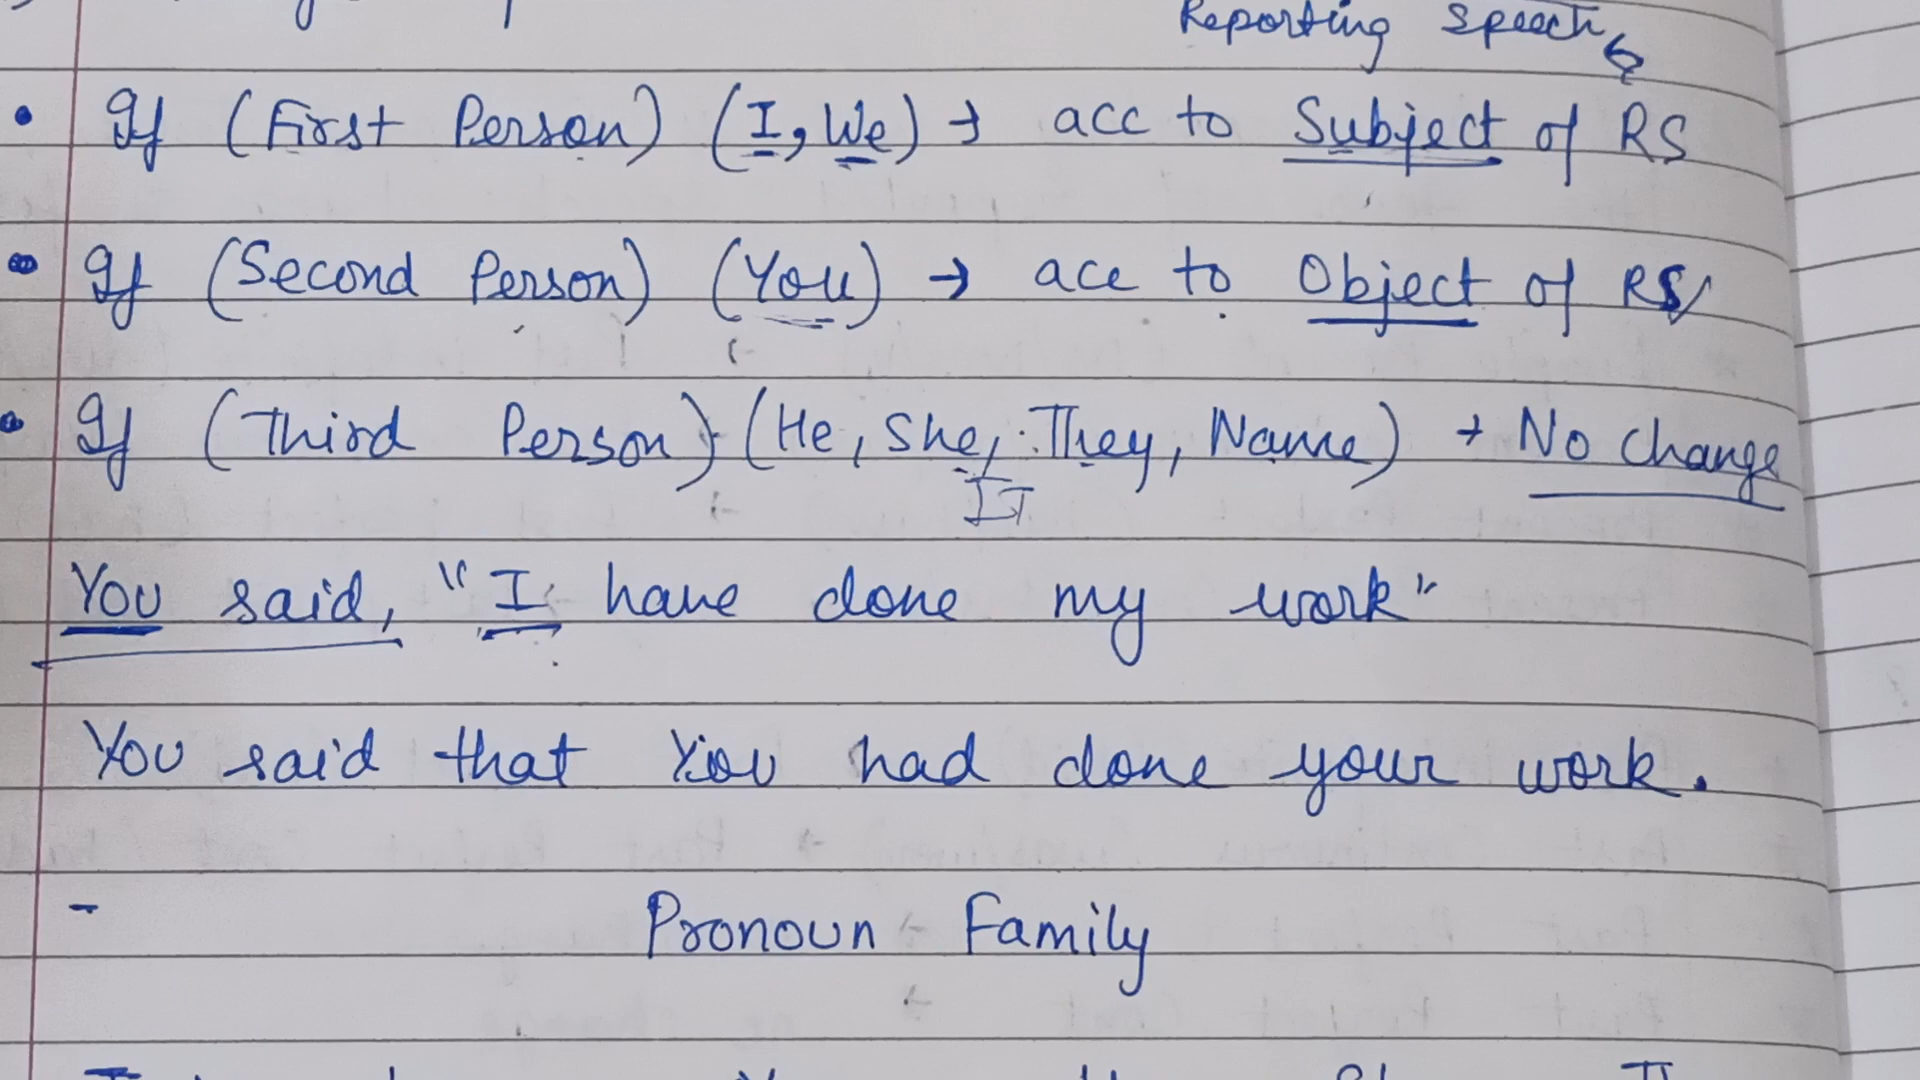 Reporting Speech
• If (First Person) (I, We) → acc to Subject of RS
• If (Second Person) (You) → acc to Object of RS
• If (Third Person) (He, She, They, Name) → No change
IT
You said, "I have done my work"
You said that You had done your work.
- Pronoun Family